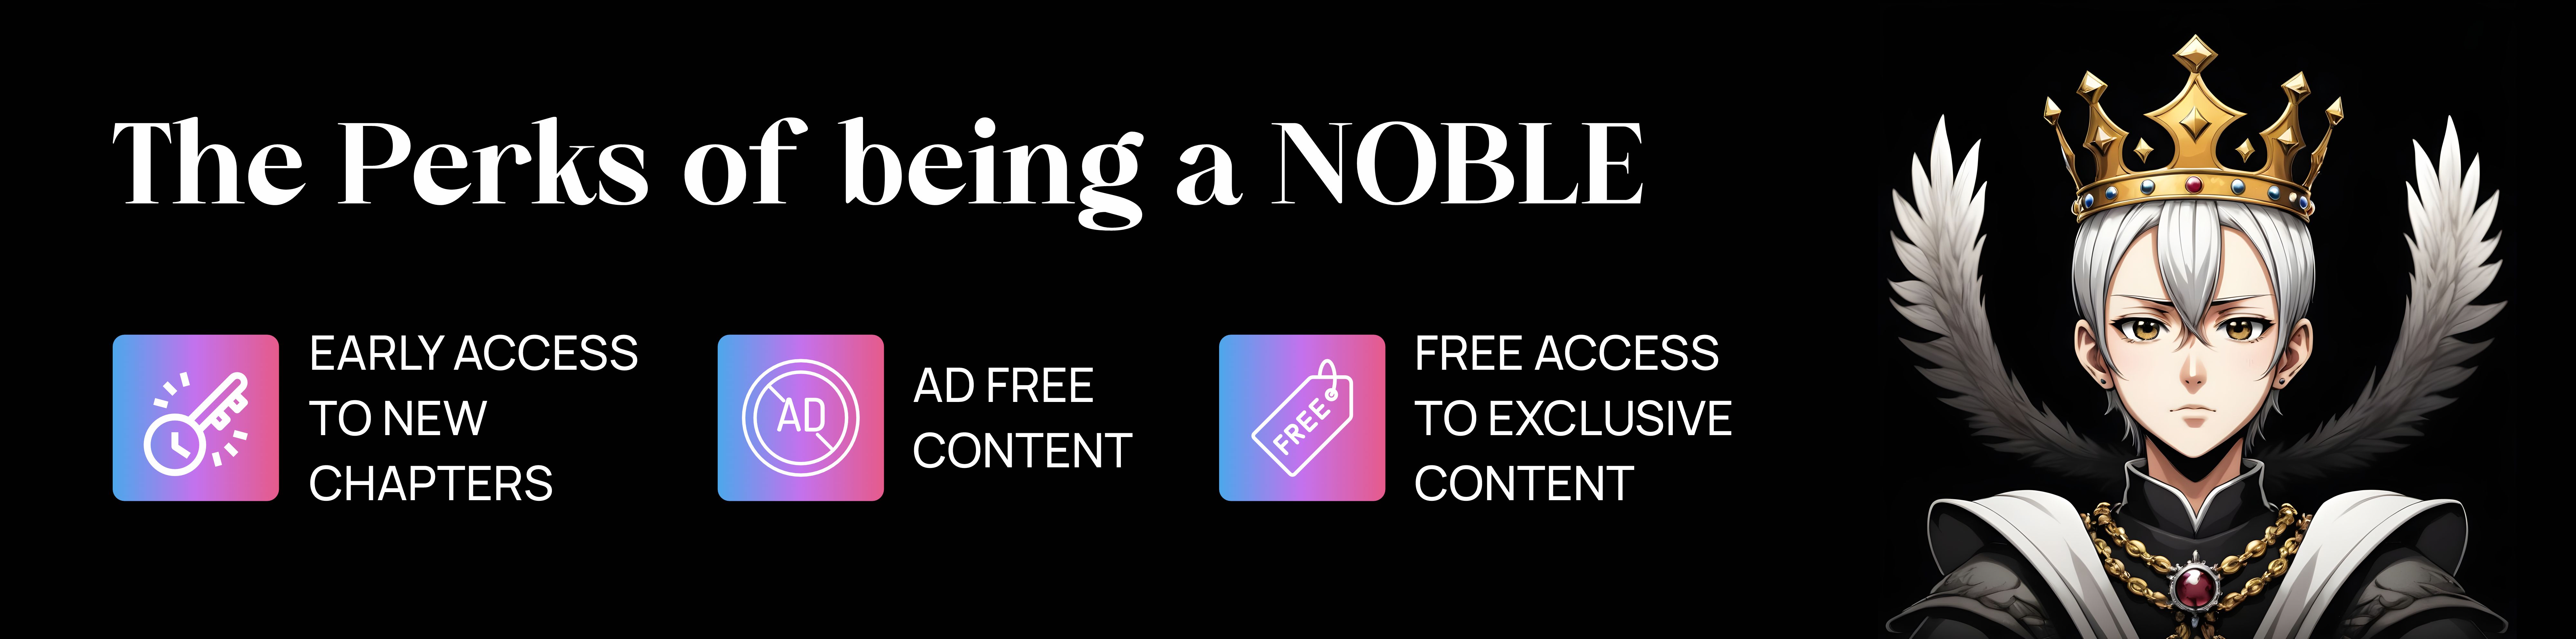 The Perks of being a NOBLE
EARLY ACCESS
TO NEW
CHAPTERS
AD
AD FREE
CONTENT
FREE
FREE ACCESS
TO EXCLUSIVE
CONTENT